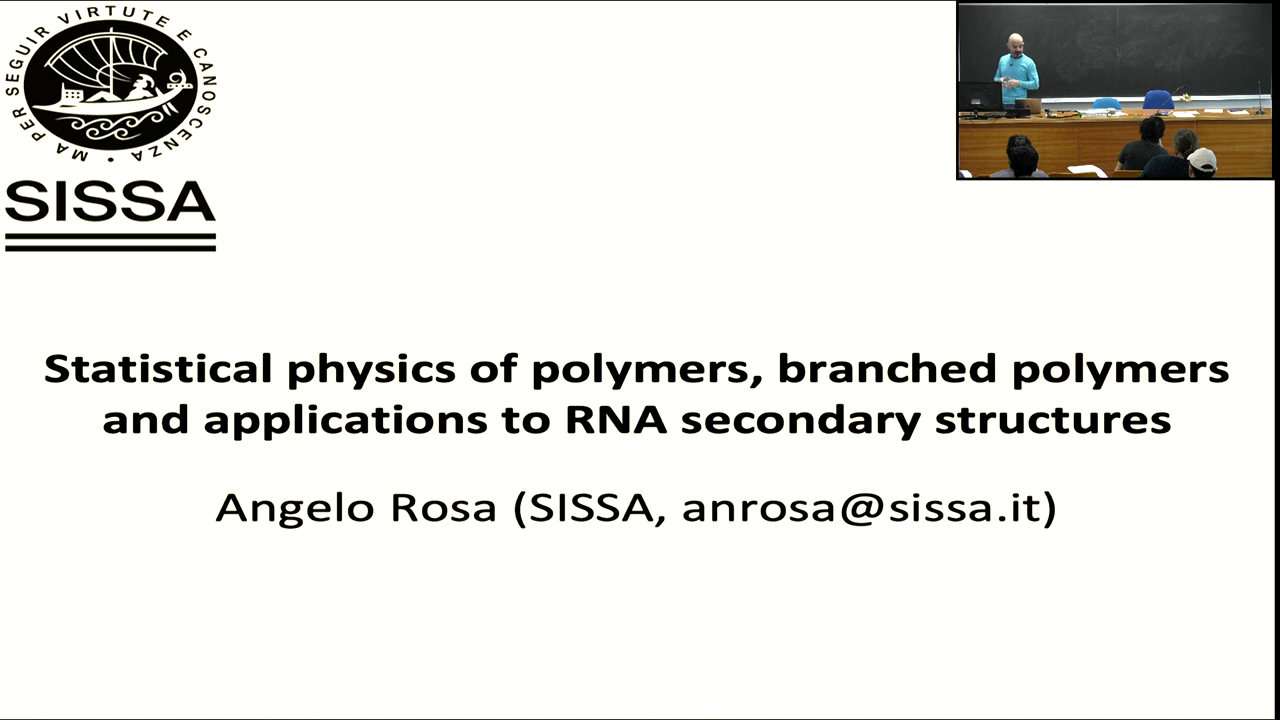 MA PER SEGUIR VIRTUTE E CANOSCENZA
SISSA
Statistical physics of polymers, branched polymers
and applications to RNA secondary structures
Angelo Rosa (SISSA, anrosa@sissa.it)